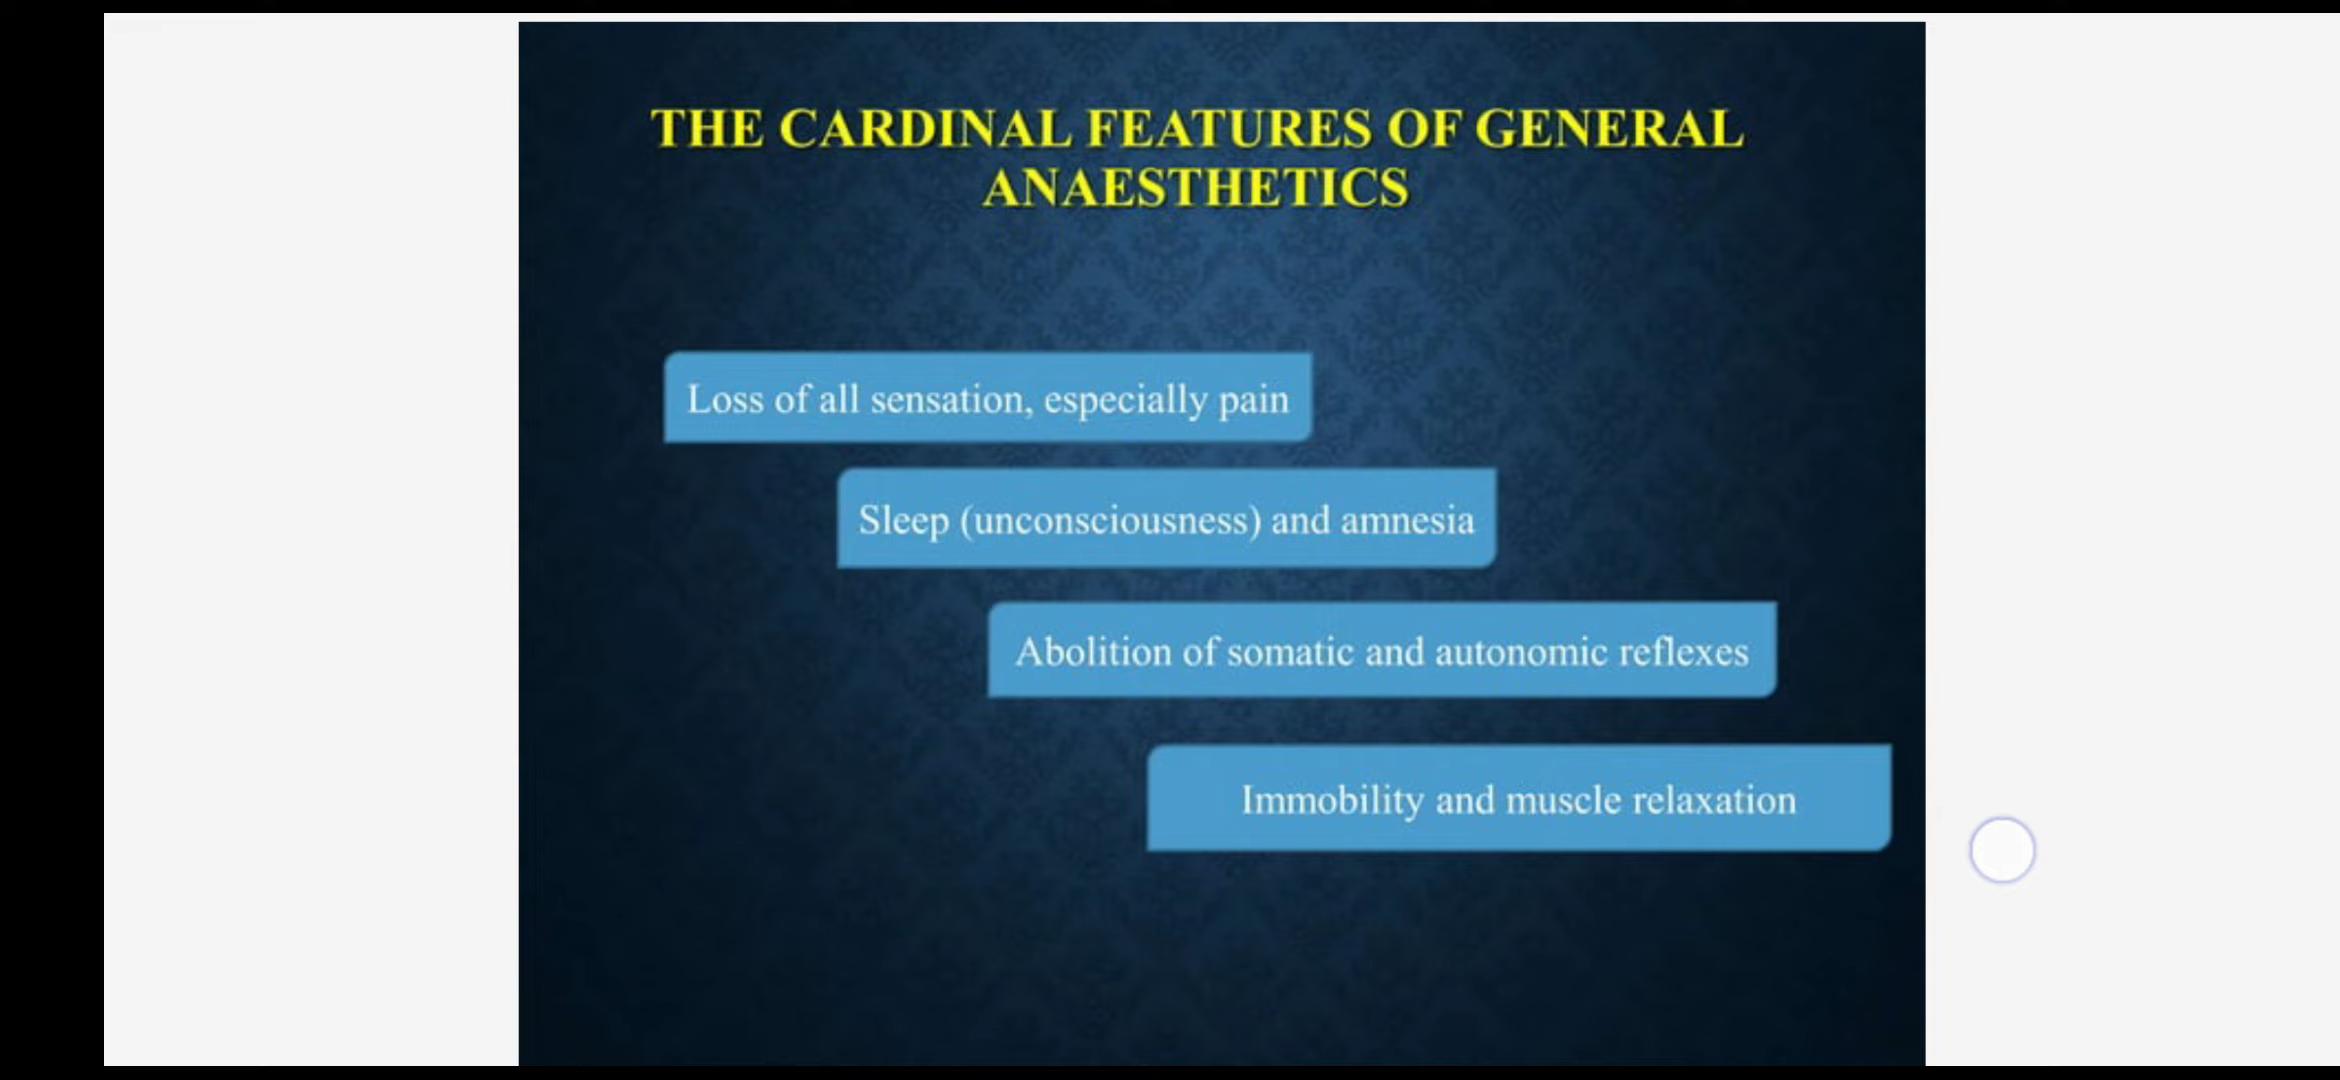 THE CARDINAL FEATURES OF GENERAL
ANAESTHETICS
Loss of all sensation, especially pain
Sleep (unconsciousness) and amnesia
Abolition of somatic and autonomic reflexes
Immobility and muscle relaxation